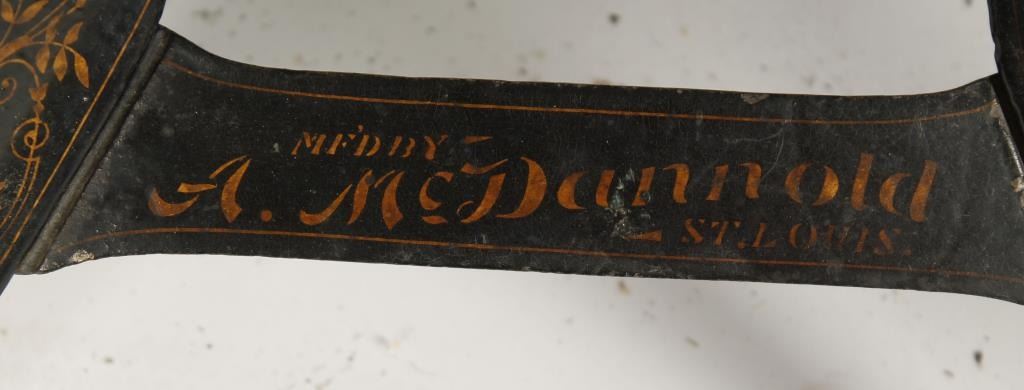 MF'D BY
A. McDannold
ST. LOUIS.